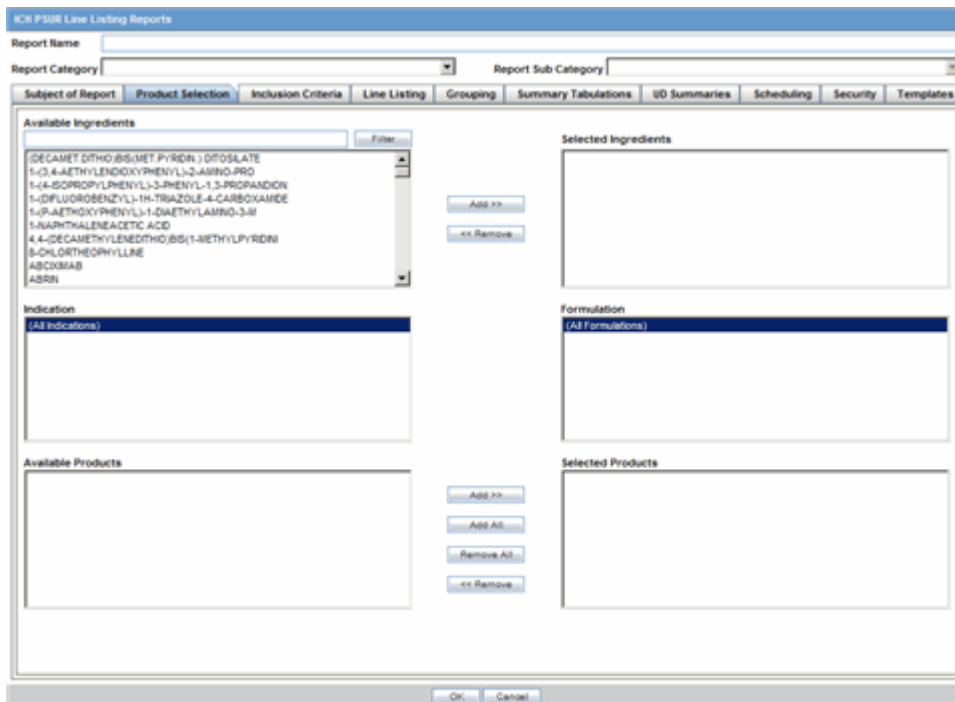 ICH PSUR Line Listing Reports
Report Name
Report Category
Report Sub Category
Subject of Report
Product Selection
Inclusion Criteria
Line Listing
Grouping
Summary Tabulations
UD Summaries
Scheduling
Security
Templates
Available Ingredients
Filter
Selected Ingredients
(DECAMET.DITHO)BIS(MET.PYRIDIN.) DITOSILATE
1-(3,4-AETHYLENDIOXYPHENYL)-2-AMINO-PRO
1-(4-ISOPROPYLPHENYL)-3-PHENYL-1,3-PROPANDION
1-(DIFLUOROBENZYL)-1H-TRIAZOLE-4-CARBOXAMIDE
1-(P-AETHOXYPHENYL)-1-DIAETHYLAMINO-3-M
1-NAPHTHALENEACETIC ACID
4,4-(DECAMETHYLENEDITHIO)BIS(1-METHYLPYRIDINI
8-CHLORTHEOPHYLLINE
ABCIXIMAB
ABRIN
Add >>
<< Remove
Indication
(All Indications)
Formulation
(All Formulations)
Available Products
Selected Products
Add >>
Add All
Remove All
<< Remove
OK
Cancel